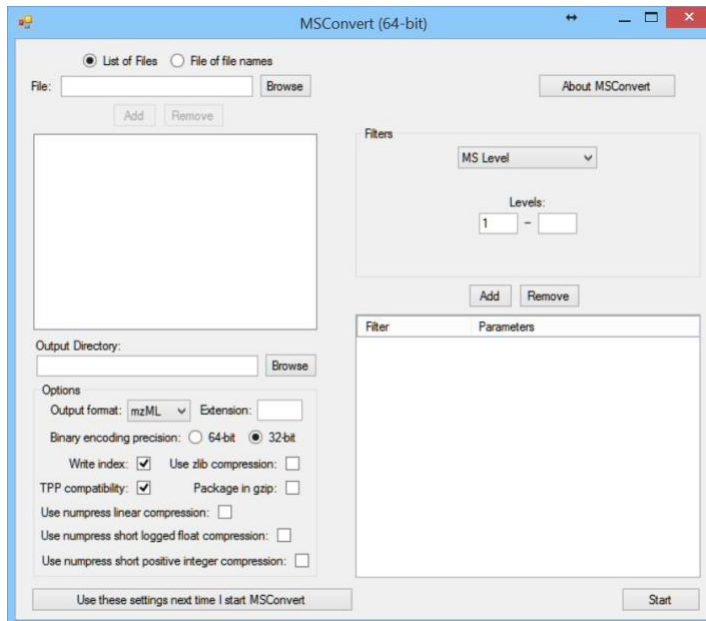 MSConvert (64-bit)
List of Files File of file names
File: Browse
About MSConvert
Add Remove
Filters
MS Level
Levels:
1 -
Add Remove
Filter Parameters
Output Directory:
Browse
Options
Output format: mzML Extension:
Binary encoding precision: 64-bit 32-bit
Write index: Use zlib compression:
TPP compatibility: Package in gzip:
Use numpress linear compression:
Use numpress short logged float compression:
Use numpress short positive integer compression:
Use these settings next time I start MSConvert
Start